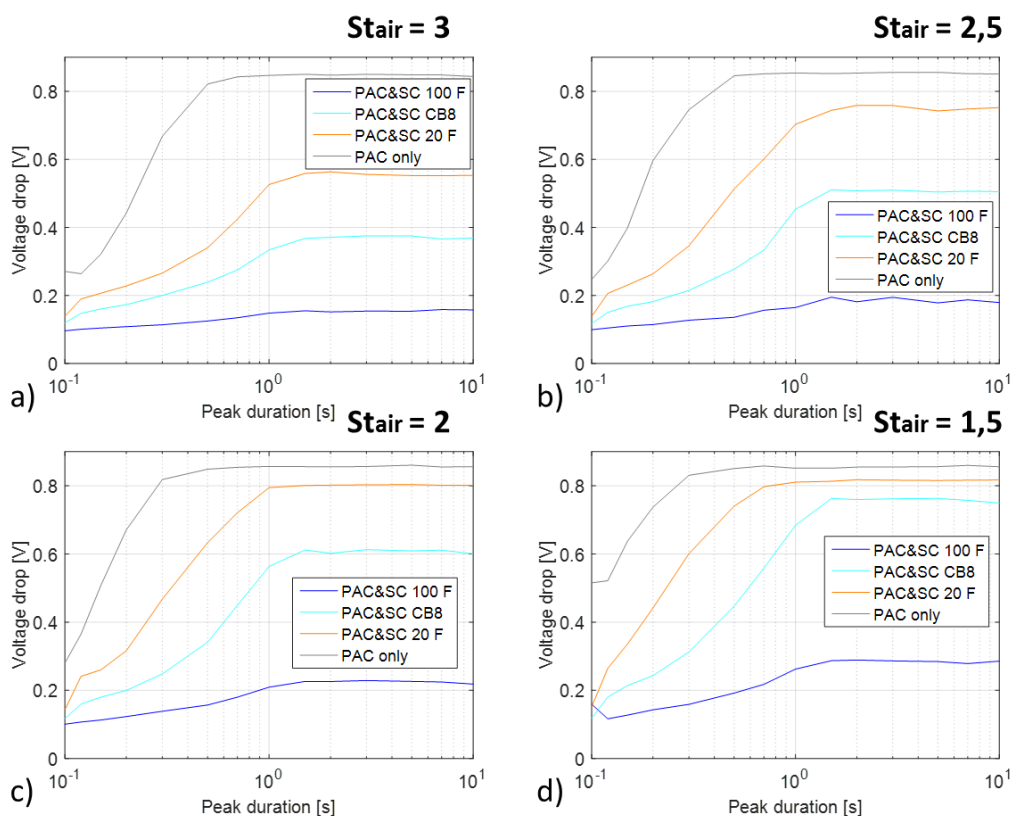 St_air = 3
0.8
0.6
0.4
0.2
0
Voltage drop [V]
PAC&SC 100 F
PAC&SC CB8
PAC&SC 20 F
PAC only
10^-1
10^0
10^1
Peak duration [s]
a)
St_air = 2,5
0.8
0.6
0.4
0.2
0
Voltage drop [V]
PAC&SC 100 F
PAC&SC CB8
PAC&SC 20 F
PAC only
10^-1
10^0
10^1
Peak duration [s]
b)
St_air = 2
0.8
0.6
0.4
0.2
0
Voltage drop [V]
PAC&SC 100 F
PAC&SC CB8
PAC&SC 20 F
PAC only
10^-1
10^0
10^1
Peak duration [s]
c)
St_air = 1,5
0.8
0.6
0.4
0.2
0
Voltage drop [V]
PAC&SC 100 F
PAC&SC CB8
PAC&SC 20 F
PAC only
10^-1
10^0
10^1
Peak duration [s]
d)